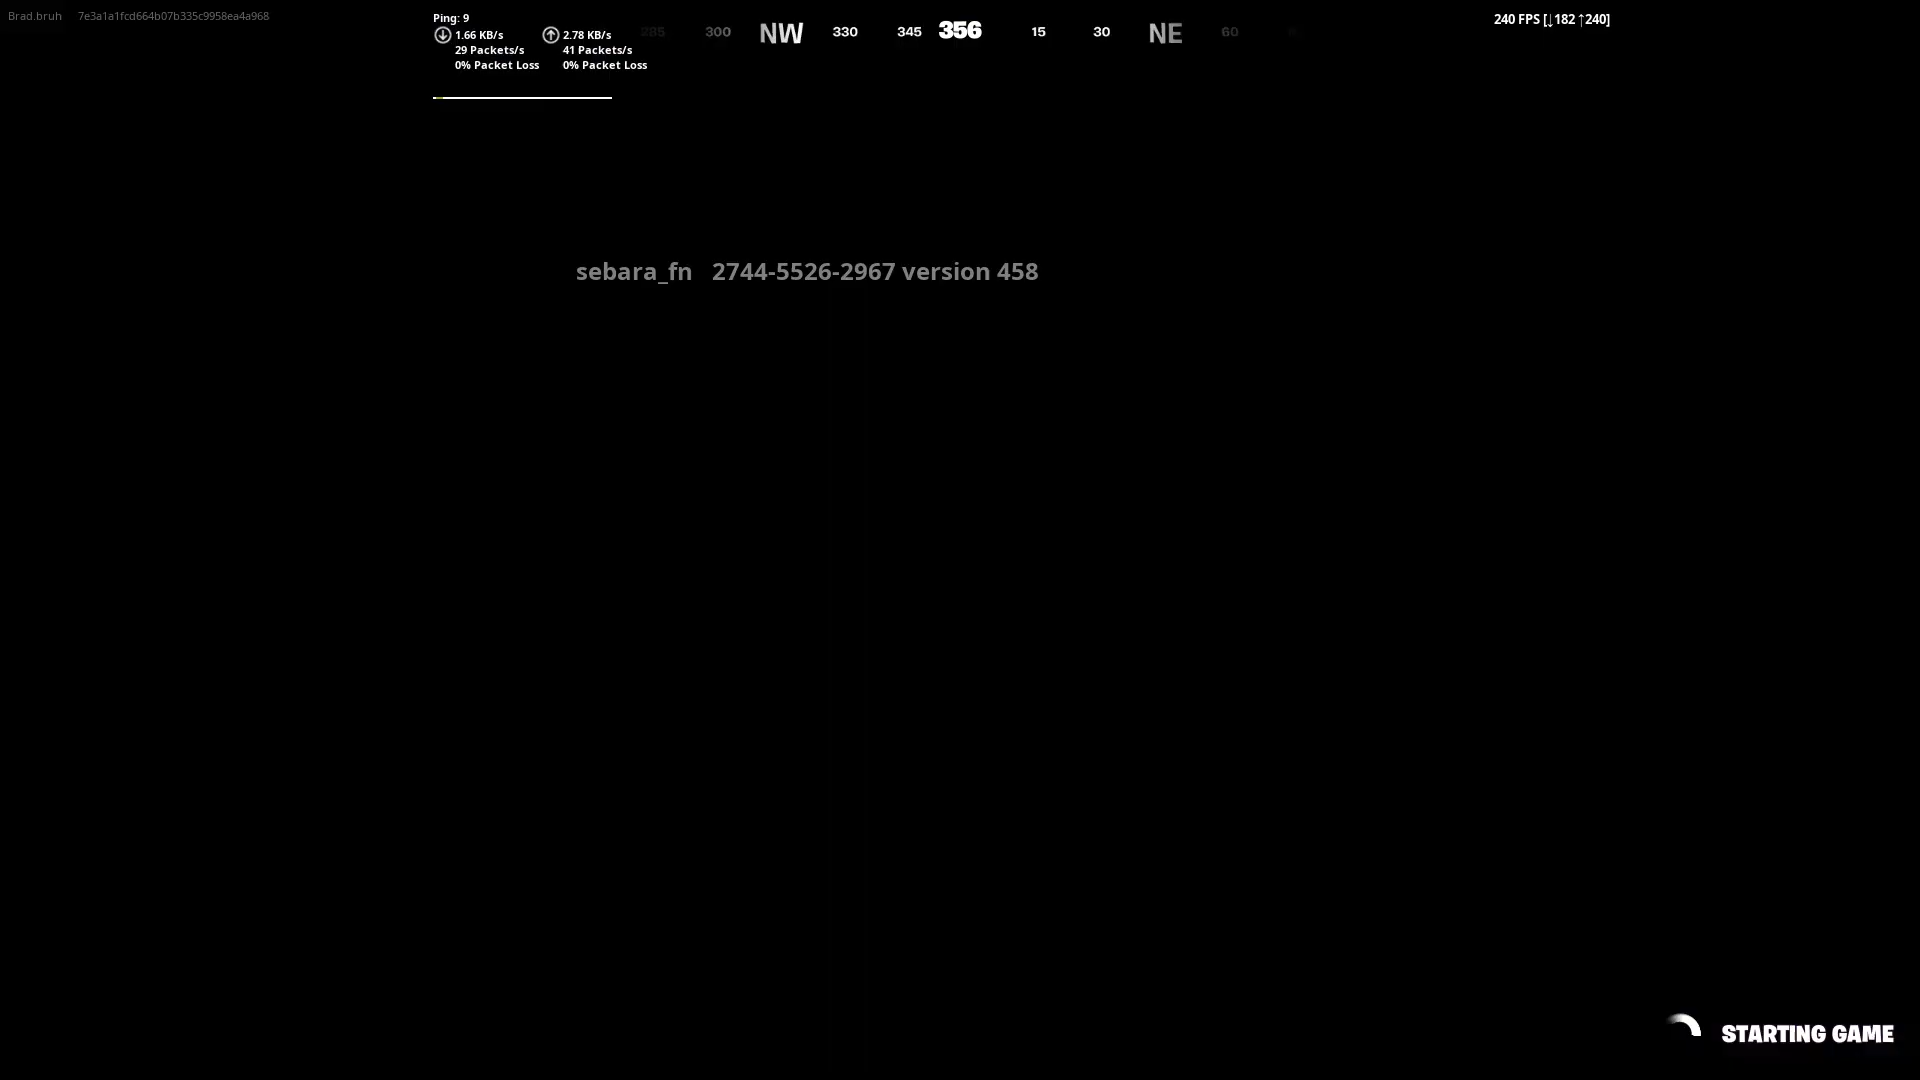 Brad.bruh 7e3a1a1fcd664b07b335c9958ea4a968
Ping: 9
1.66 KB/s 2.78 KB/s
29 Packets/s 41 Packets/s
0% Packet Loss 0% Packet Loss
285 300 NW 330 345 356 15 30 NE 60
240 FPS [↓182 ↑240]
sebara_fn 2744-5526-2967 version 458
STARTING GAME